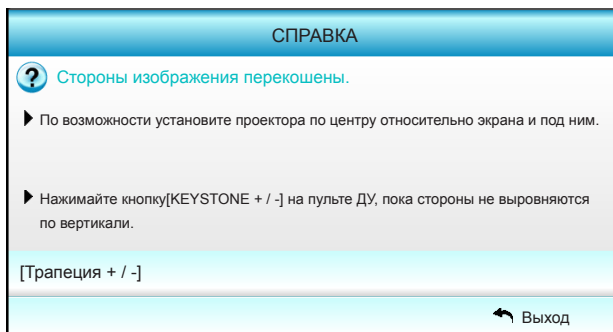 СПРАВКА
? Стороны изображения перекошены.
По возможности установите проектора по центру относительно экрана и под ним.
Нажимайте кнопку[KEYSTONE + / -] на пульте ДУ, пока стороны не выровняются
по вертикали.
[Трапеция + / -]
Выход